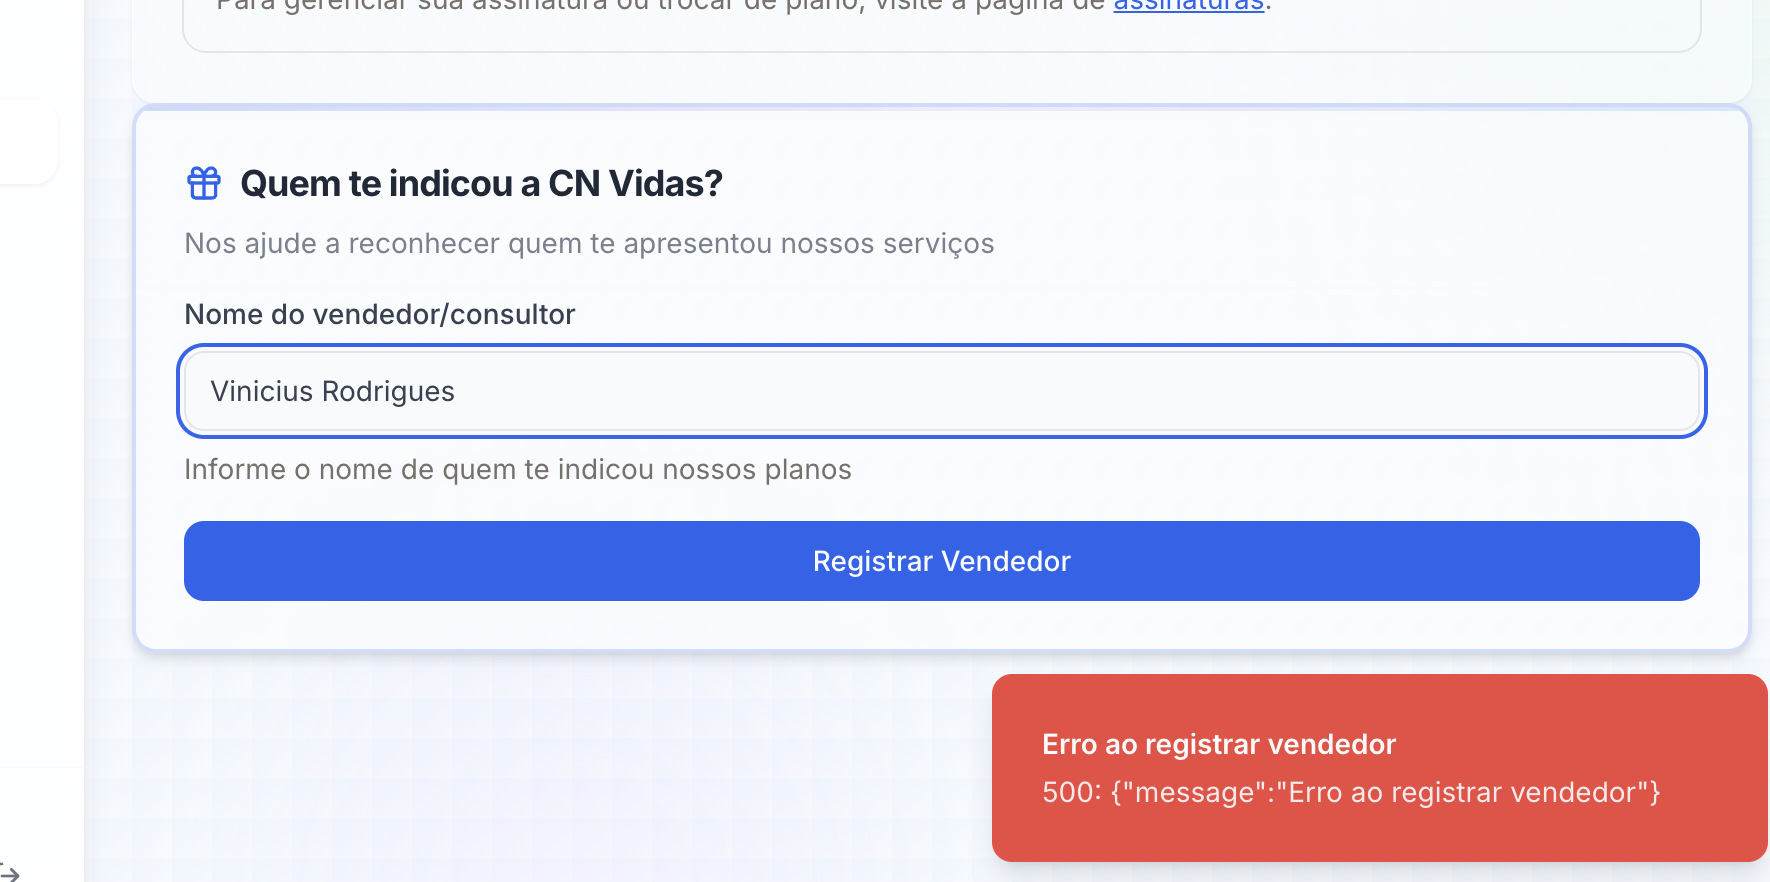 Para gerenciar sua assinatura ou trocar de plano, visite a página de assinaturas.
Quem te indicou a CN Vidas?
Nos ajude a reconhecer quem te apresentou nossos serviços
Nome do vendedor/consultor
Vinicius Rodrigues
Informe o nome de quem te indicou nossos planos
Registrar Vendedor
Erro ao registrar vendedor
500: {"message":"Erro ao registrar vendedor"}